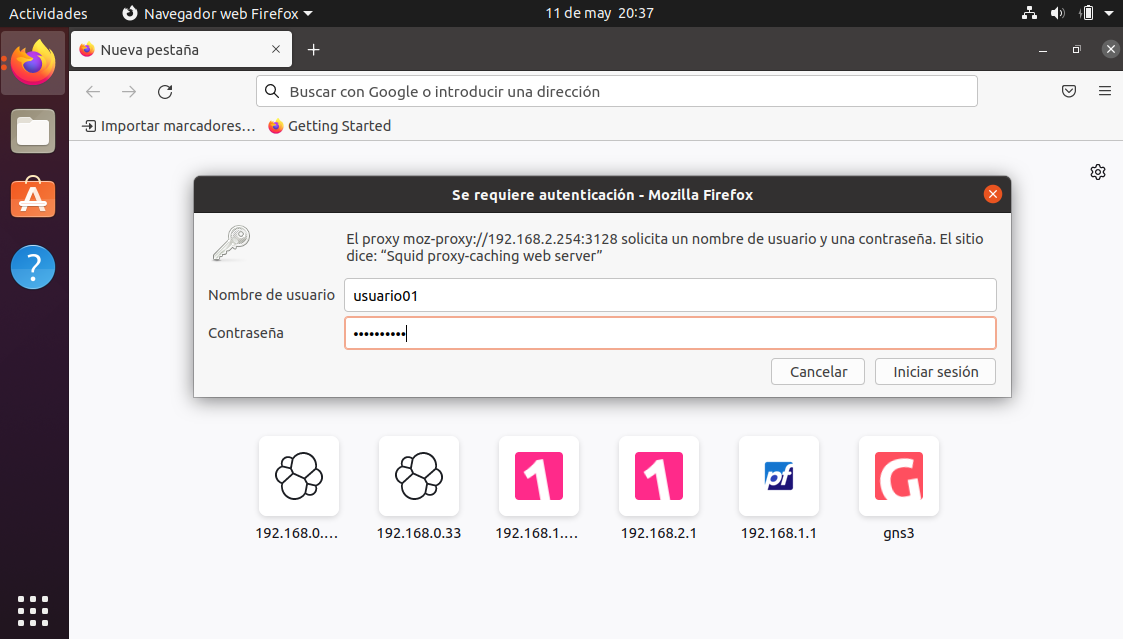 Actividades Navegador web Firefox 11 de may 20:37
Nueva pestaña
Buscar con Google o introducir una dirección
Importar marcadores… Getting Started
Se requiere autenticación - Mozilla Firefox
El proxy moz-proxy://192.168.2.254:3128 solicita un nombre de usuario y una contraseña. El sitio
dice: “Squid proxy-caching web server”
Nombre de usuario usuario01
Contraseña ••••••••••
Cancelar Iniciar sesión
1 1 pf G
192.168.0.… 192.168.0.33 192.168.1.… 192.168.2.1 192.168.1.1 gns3